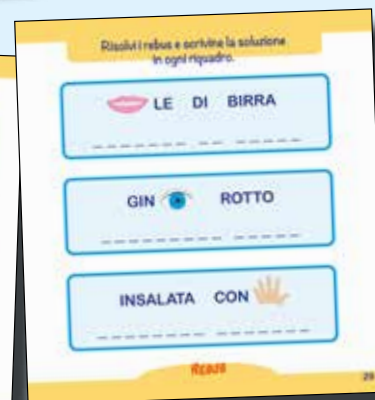 Risolvi i rebus e scrivine la soluzione
in ogni riquadro.
LE DI BIRRA
GIN ROTTO
INSALATA CON
REBUS
29